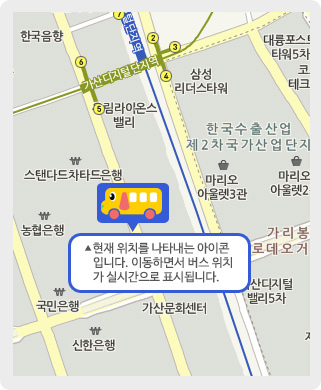 7
한국음향
단지역
2
3
대륭포스트
타워5차
6
가산디지털단지역
4
삼성
리더스타워
코
테크
5
림라이온스
밸리
한국수출산업
제2차국가산업단지
₩
스탠다드차타드은행
마리오
아울렛3관
마리오
아울렛2
₩
농협은행
가리봉
로데오거
▲현재 위치를 나타내는 아이콘
입니다. 이동하면서 버스 위치
가 실시간으로 표시됩니다.
산디지털
밸리5차
₩
국민은행
가산문화센터
₩
신한은행